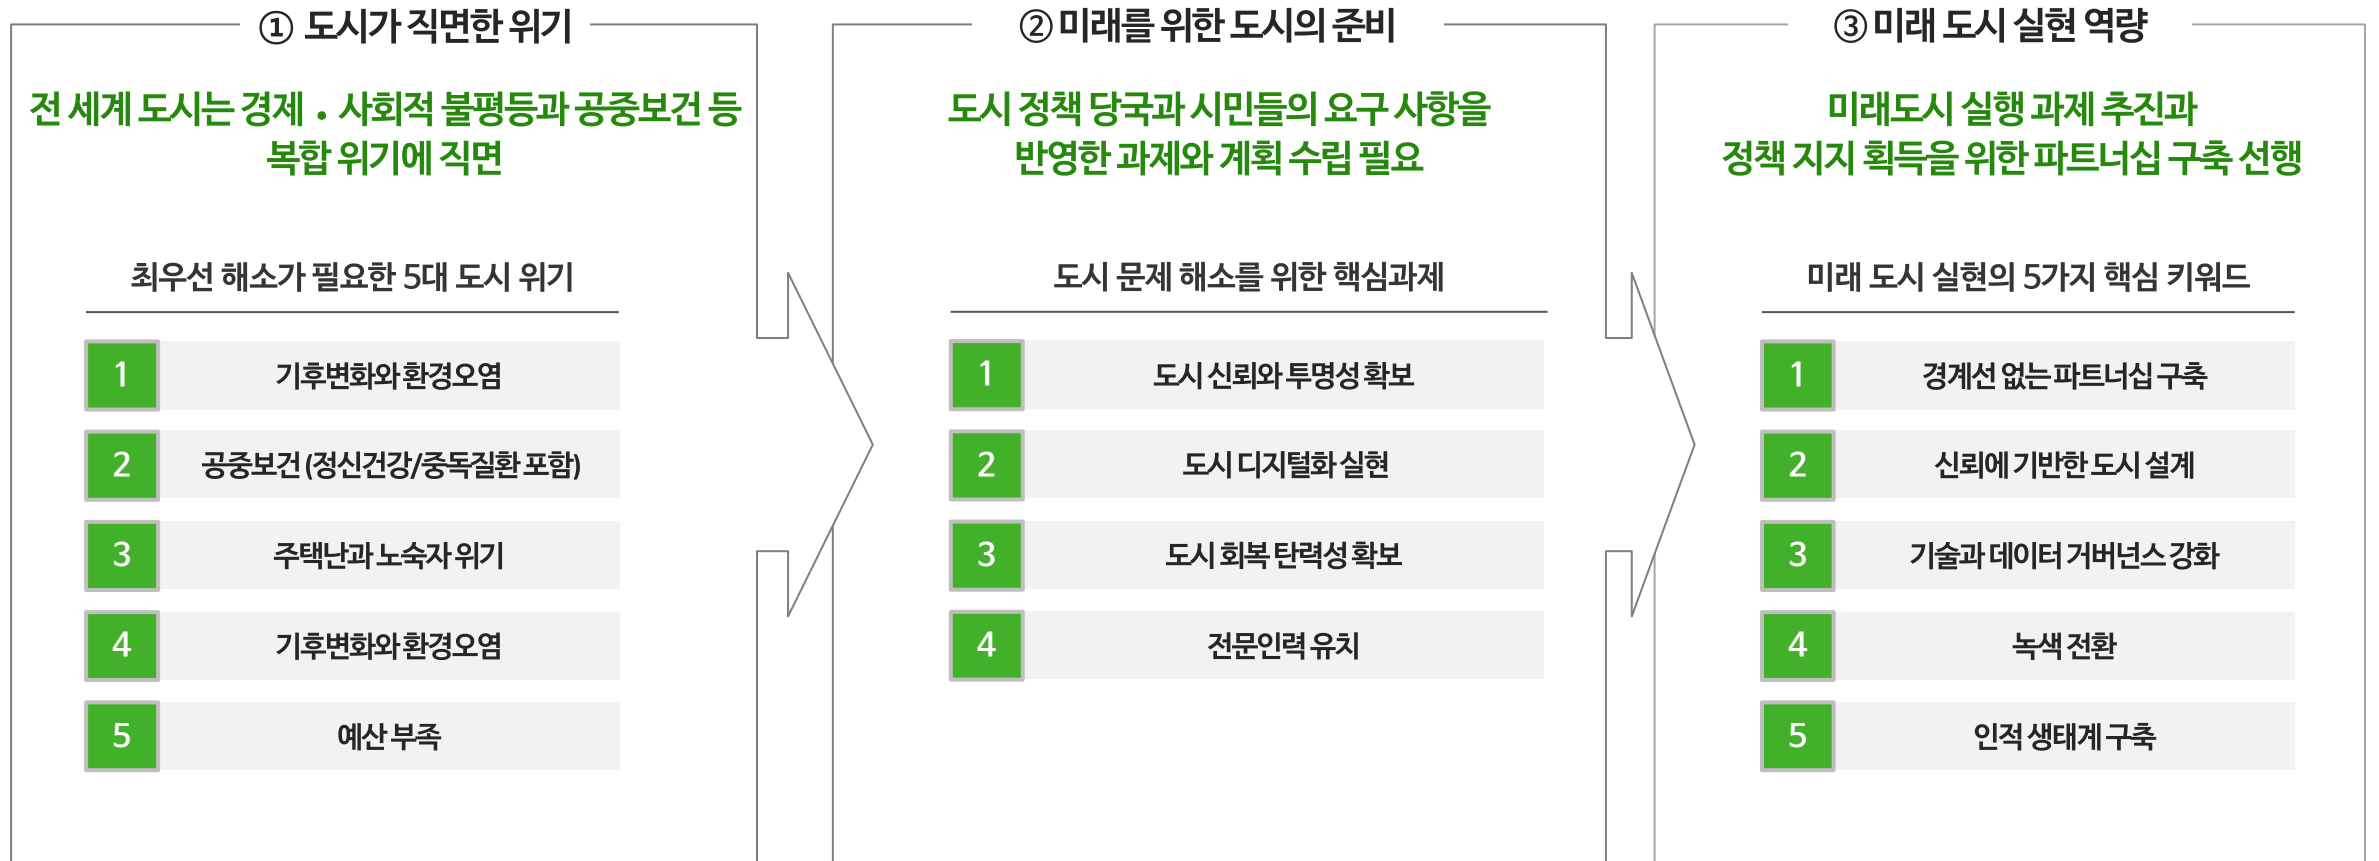 ① 도시가 직면한 위기
전 세계 도시는 경제 • 사회적 불평등과 공중보건 등
복합 위기에 직면
최우선 해소가 필요한 5대 도시 위기
1 기후변화와 환경오염
2 공중보건 (정신건강/중독질환 포함)
3 주택난과 노숙자 위기
4 기후변화와 환경오염
5 예산 부족
② 미래를 위한 도시의 준비
도시 정책 당국과 시민들의 요구 사항을
반영한 과제와 계획 수립 필요
도시 문제 해소를 위한 핵심과제
1 도시 신뢰와 투명성 확보
2 도시 디지털화 실현
3 도시 회복 탄력성 확보
4 전문인력 유치
③ 미래 도시 실현 역량
미래도시 실행 과제 추진과
정책 지지 획득을 위한 파트너십 구축 선행
미래 도시 실현의 5가지 핵심 키워드
1 경계선 없는 파트너십 구축
2 신뢰에 기반한 도시 설계
3 기술과 데이터 거버넌스 강화
4 녹색 전환
5 인적 생태계 구축